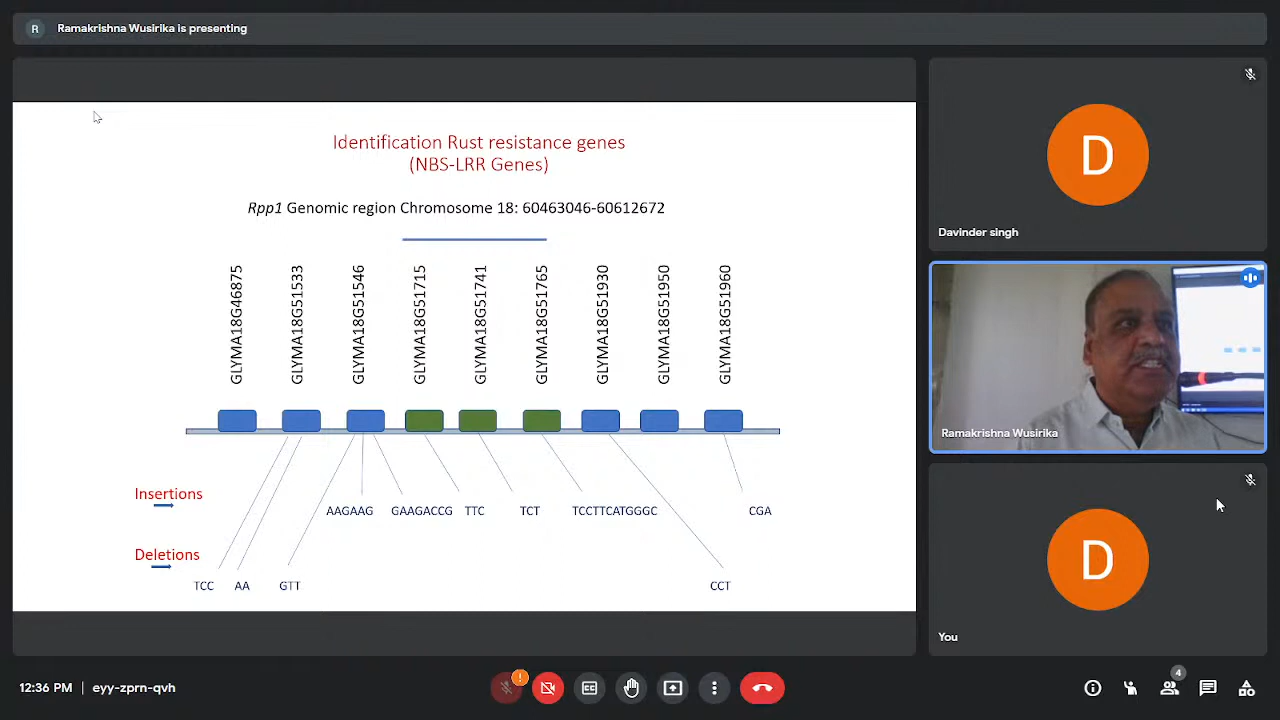 R Ramakrishna Wusirika is presenting
Identification Rust resistance genes
(NBS-LRR Genes)
Rpp1 Genomic region Chromosome 18: 60463046-60612672
GLYMA18G46875
GLYMA18G51533
GLYMA18G51546
GLYMA18G51715
GLYMA18G51741
GLYMA18G51765
GLYMA18G51930
GLYMA18G51950
GLYMA18G51960
Insertions
AAGAAG GAAGACCG TTC TCT TCCTTCATGGGC CGA
Deletions
TCC AA GTT CCT
D
Davinder singh
Ramakrishna Wusirika
D
You
12:36 PM | eyy-zprn-qvh
!
CC
4